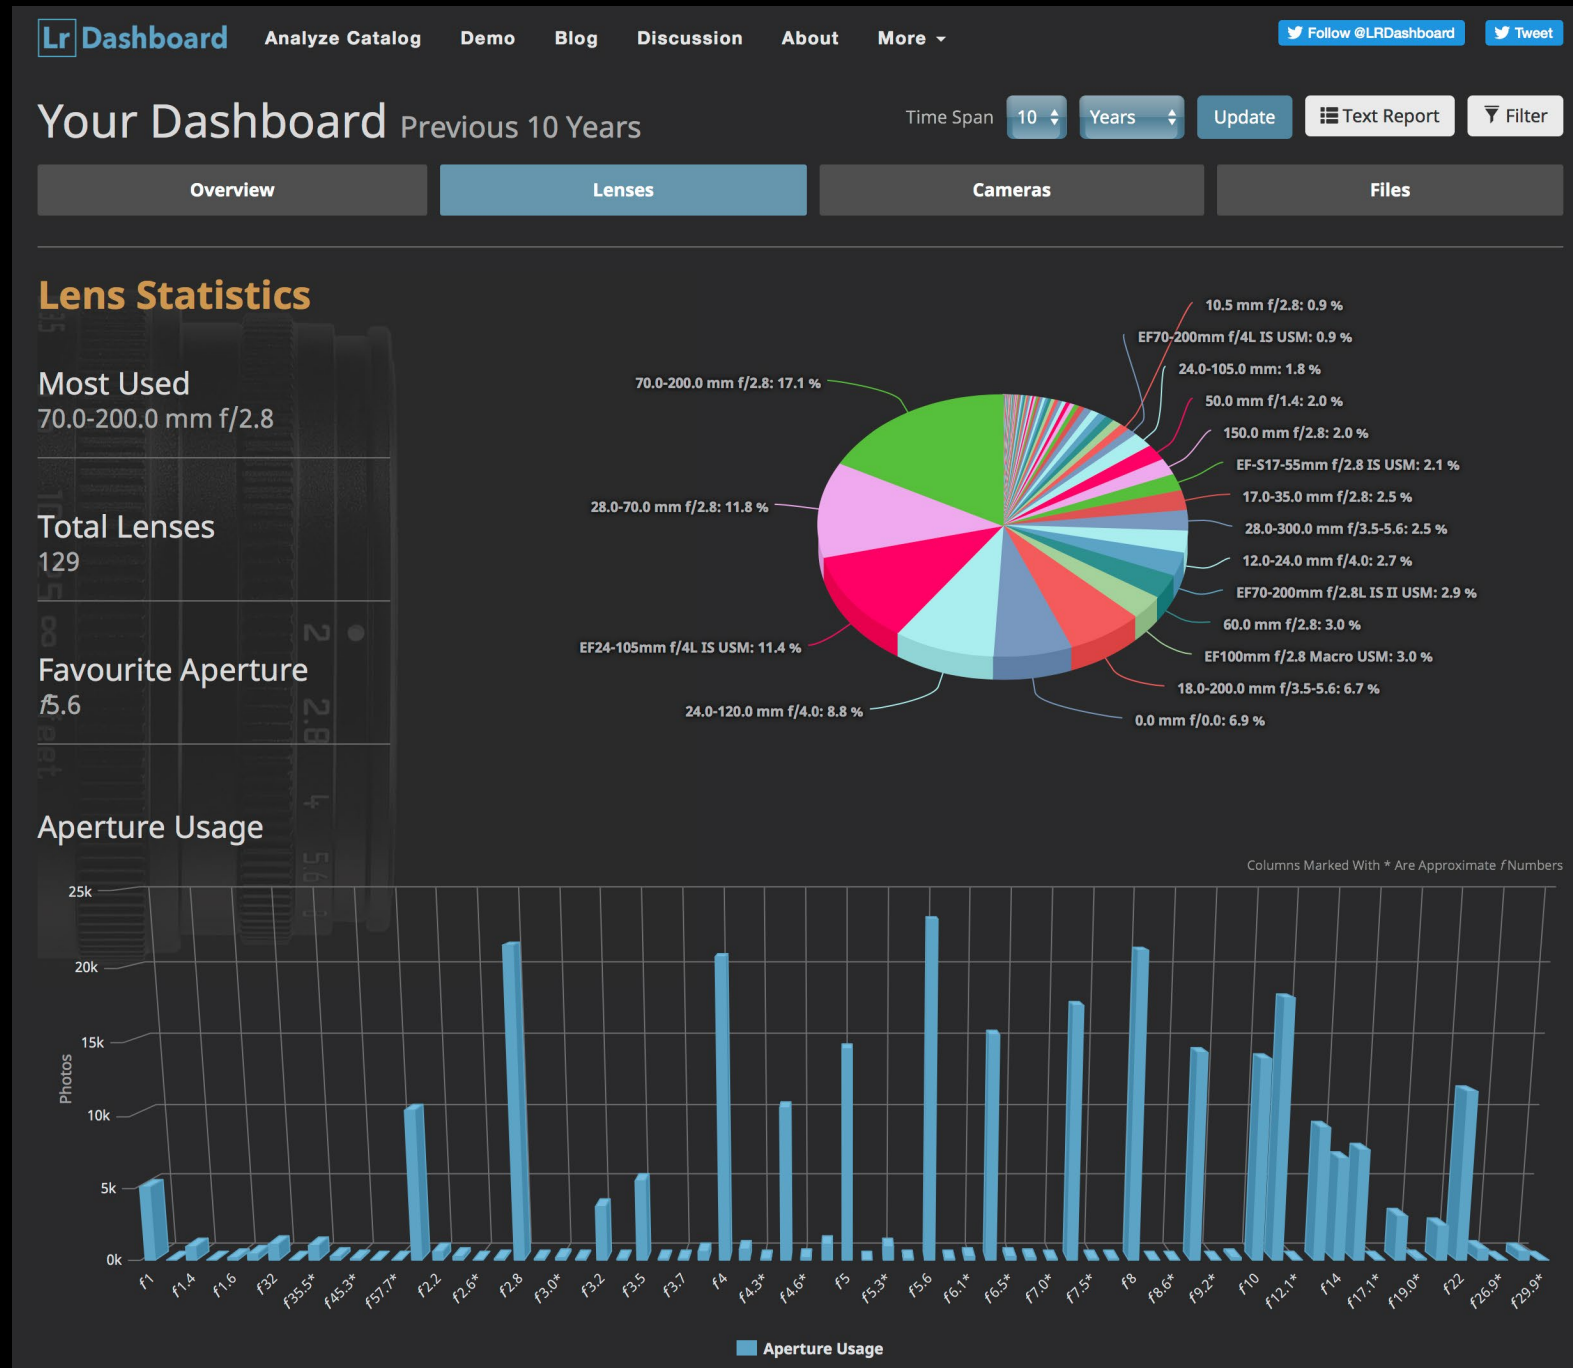 Lr Dashboard Analyze Catalog Demo Blog Discussion About More Follow @LRDashboard Tweet
Your Dashboard Previous 10 Years Time Span 10 Years Update Text Report Filter
Overview Lenses Cameras Files
Lens Statistics
Most Used
70.0-200.0 mm f/2.8
Total Lenses
129
Favourite Aperture
f5.6
10.5 mm f/2.8: 0.9 %
EF70-200mm f/4L IS USM: 0.9 %
24.0-105.0 mm: 1.8 %
50.0 mm f/1.4: 2.0 %
150.0 mm f/2.8: 2.0 %
EF-S17-55mm f/2.8 IS USM: 2.1 %
17.0-35.0 mm f/2.8: 2.5 %
28.0-300.0 mm f/3.5-5.6: 2.5 %
12.0-24.0 mm f/4.0: 2.7 %
EF70-200mm f/2.8L IS II USM: 2.9 %
60.0 mm f/2.8: 3.0 %
EF100mm f/2.8 Macro USM: 3.0 %
18.0-200.0 mm f/3.5-5.6: 6.7 %
0.0 mm f/0.0: 6.9 %
24.0-120.0 mm f/4.0: 8.8 %
EF24-105mm f/4L IS USM: 11.4 %
28.0-70.0 mm f/2.8: 11.8 %
70.0-200.0 mm f/2.8: 17.1 %
Aperture Usage
Columns Marked With * Are Approximate f Numbers
25k
20k
15k
10k
5k
0k
Photos
f1 f1.4 f1.6 f32 f35.5* f45.3* f57.7* f2.2 f2.6* f2.8 f3.0* f3.2 f3.5 f3.7 f4 f4.3* f4.6* f5 f5.3* f5.6 f6.1* f6.5* f7.0* f7.5* f8 f8.6* f9.2* f10 f12.1* f14 f17.1* f19.0* f22 f26.9* f29.9*
Aperture Usage